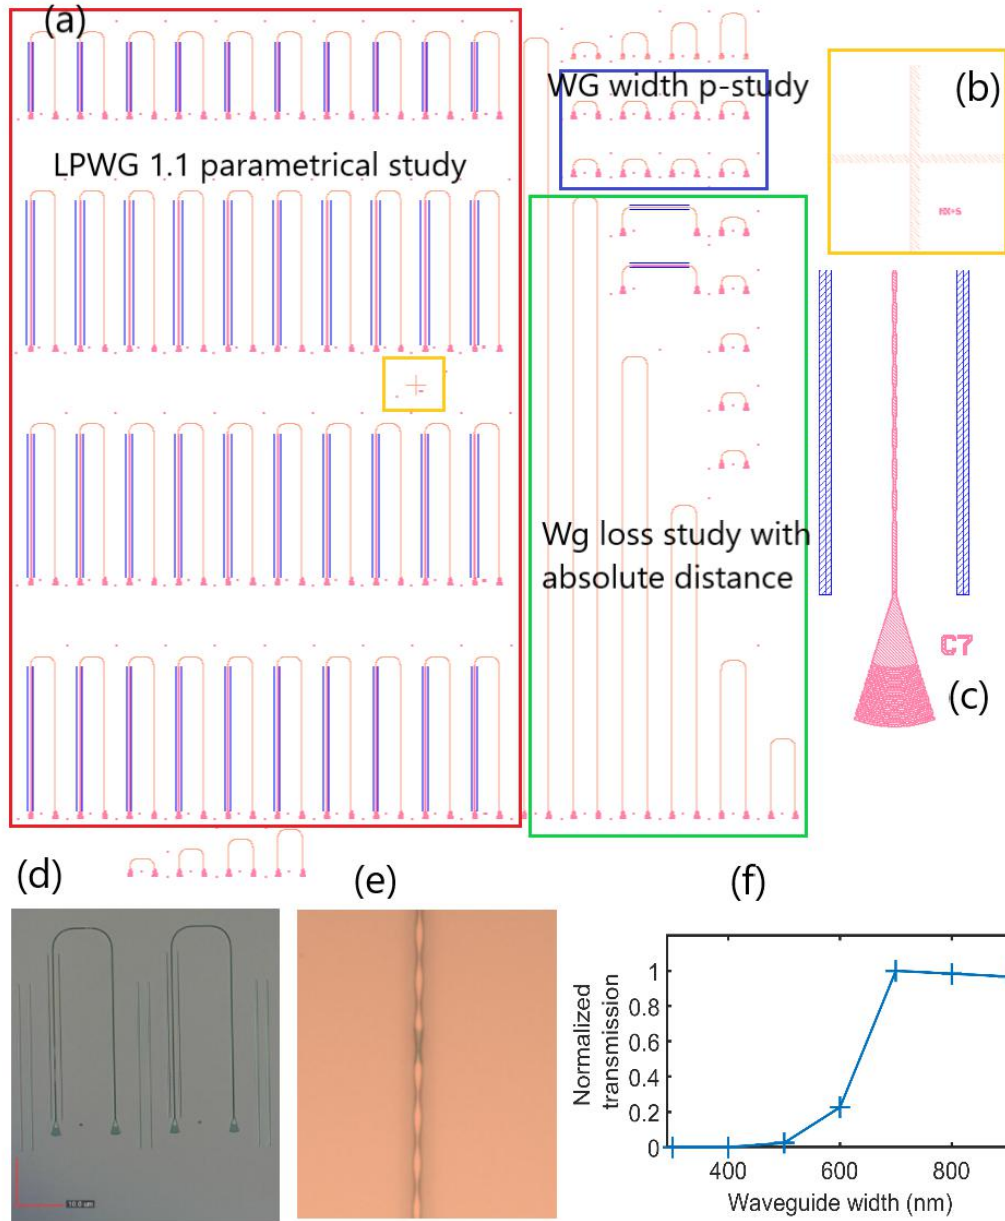 (a)
WG width p-study
(b)
LPWG 1.1 parametrical study
Wg loss study with
absolute distance
C7
(c)
(d)
(e)
(f)
Normalized
transmission
1
0.8
0.6
0.4
0.2
0
400
600
800
Waveguide width (nm)